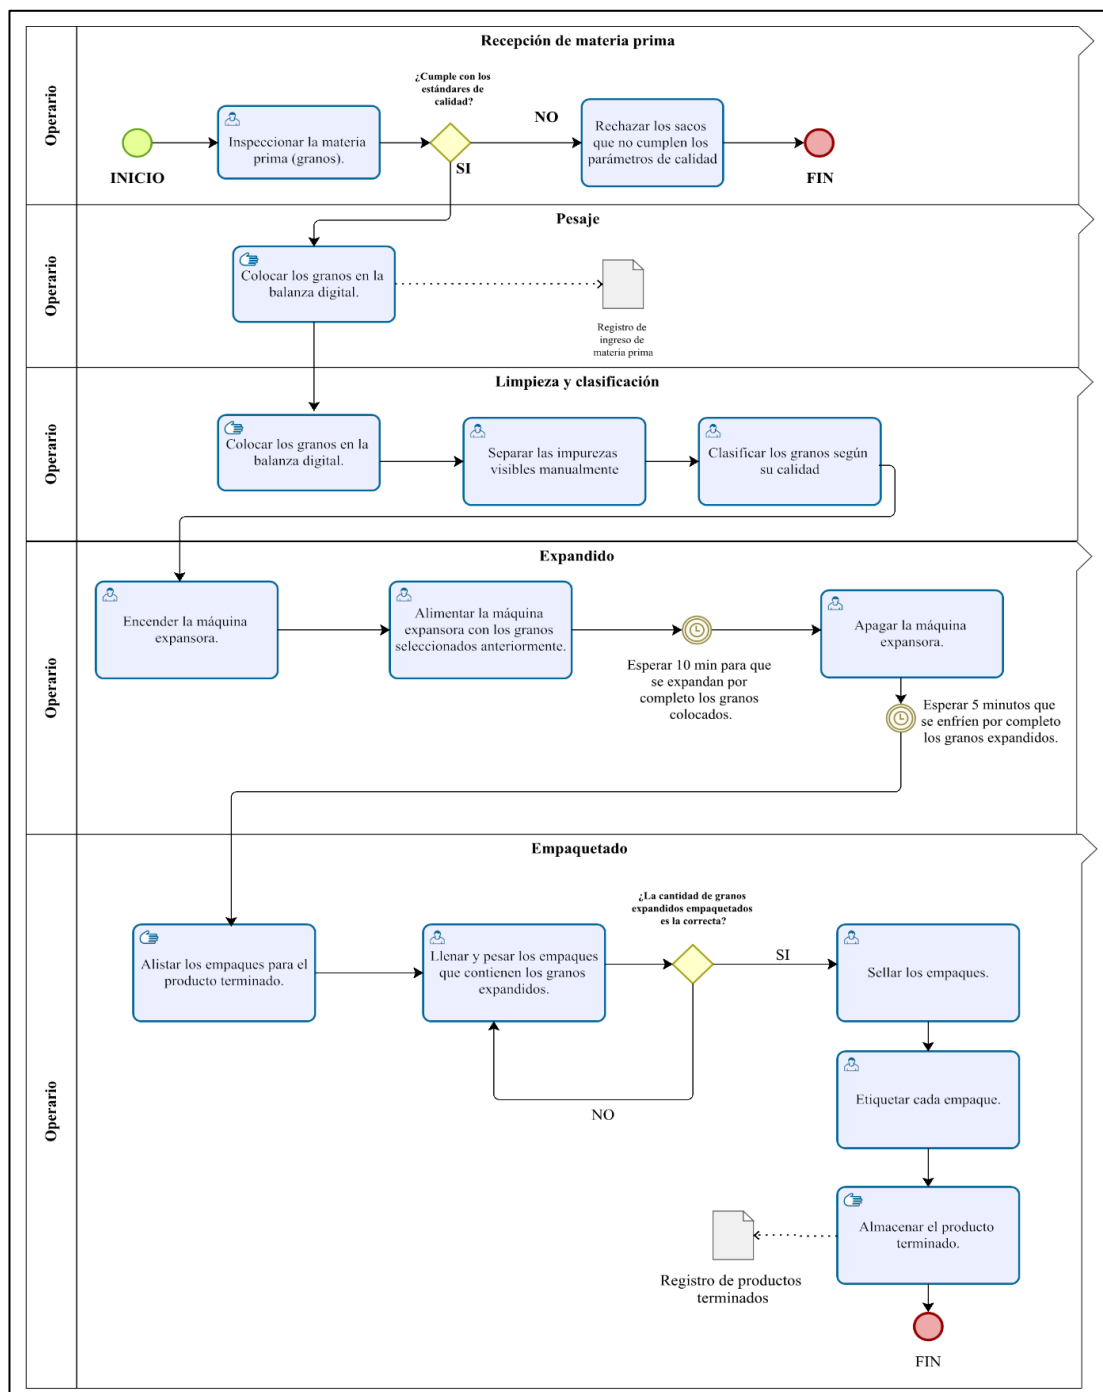 Recepción de materia prima
Operario
¿Cumple con los
estándares de
calidad?
INICIO
Inspeccionar la materia
prima (granos).
SI
NO
Rechazar los sacos
que no cumplen los
parámetros de calidad
FIN
Pesaje
Operario
Colocar los granos en la
balanza digital.
Registro de
ingreso de
materia prima
Limpieza y clasificación
Operario
Colocar los granos en la
balanza digital.
Separar las impurezas
visibles manualmente
Clasificar los granos según
su calidad
Expandido
Operario
Encender la máquina
expansora.
Alimentar la máquina
expansora con los granos
seleccionados anteriormente.
Esperar 10 min para que
se expandan por
completo los granos
colocados.
Apagar la máquina
expansora.
Esperar 5 minutos que
se enfríen por completo
los granos expandidos.
Empaquetado
Operario
Alistar los empaques para el
producto terminado.
Llenar y pesar los empaques
que contienen los granos
expandidos.
¿La cantidad de granos
expandidos empaquetados
es la correcta?
SI
NO
Sellar los empaques.
Etiquetar cada empaque.
Almacenar el producto
terminado.
Registro de productos
terminados
FIN